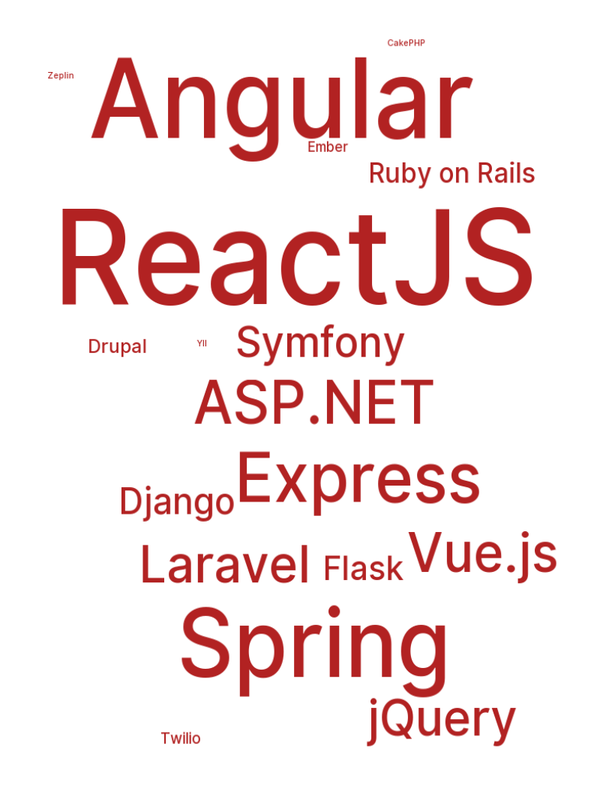 CakePHP
Zeplin
Angular
Ember
Ruby on Rails
ReactJS
Symfony
Drupal
YII
ASP.NET
Express
Django
Vue.js
Laravel
Flask
Spring
jQuery
Twilio